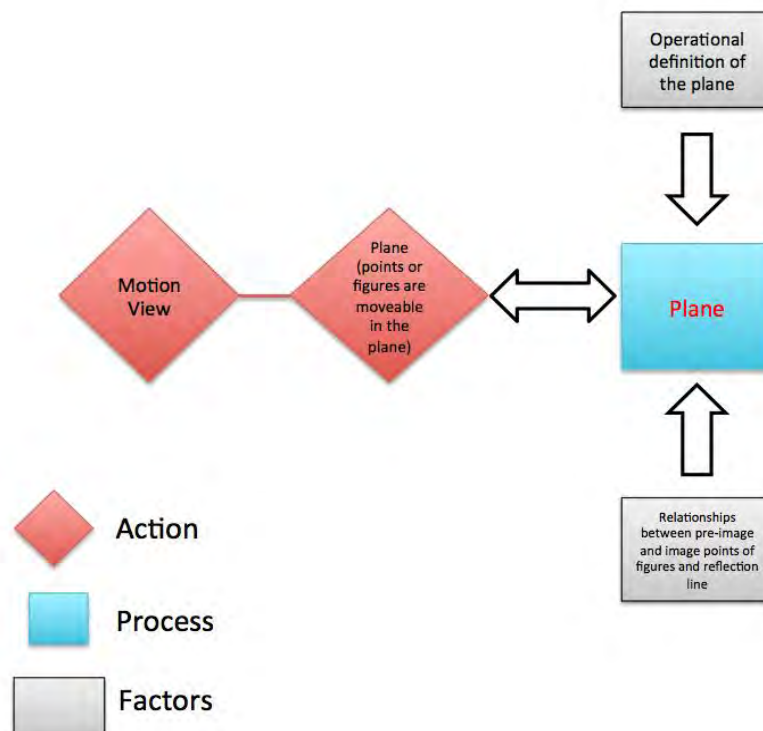 Operational
definition of
the plane
Motion
View
Plane
(points or
figures are
moveable
in the
plane)
Plane
Relationships
between pre-image
and image points of
figures and reflection
line
Action
Process
Factors